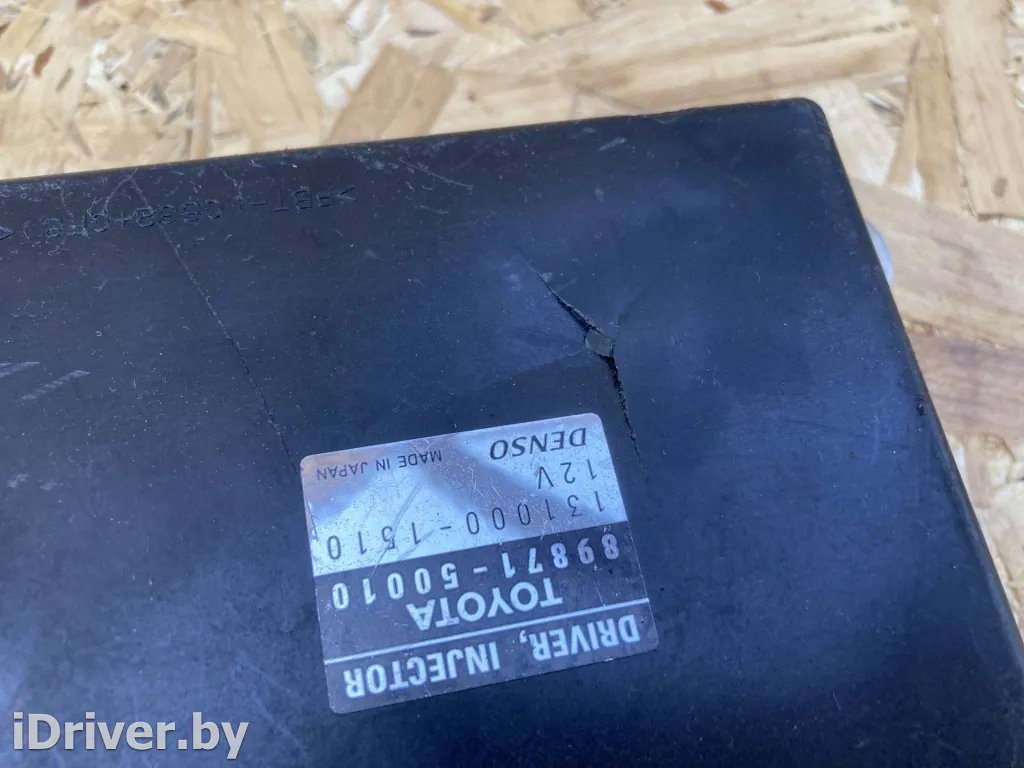 DRIVER, INJECTOR
TOYOTA
89871-50010
131000-1510
12V
DENSO MADE IN JAPAN
iDriver.by